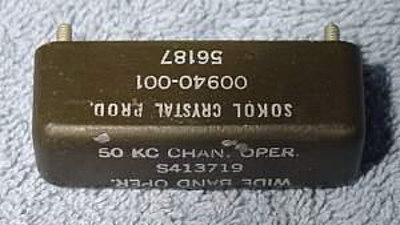 SOKOL CRYSTAL PROD.
00940-001
56187
50 KC CHAN. OPER.
S413719
WIDE BAND OPER.